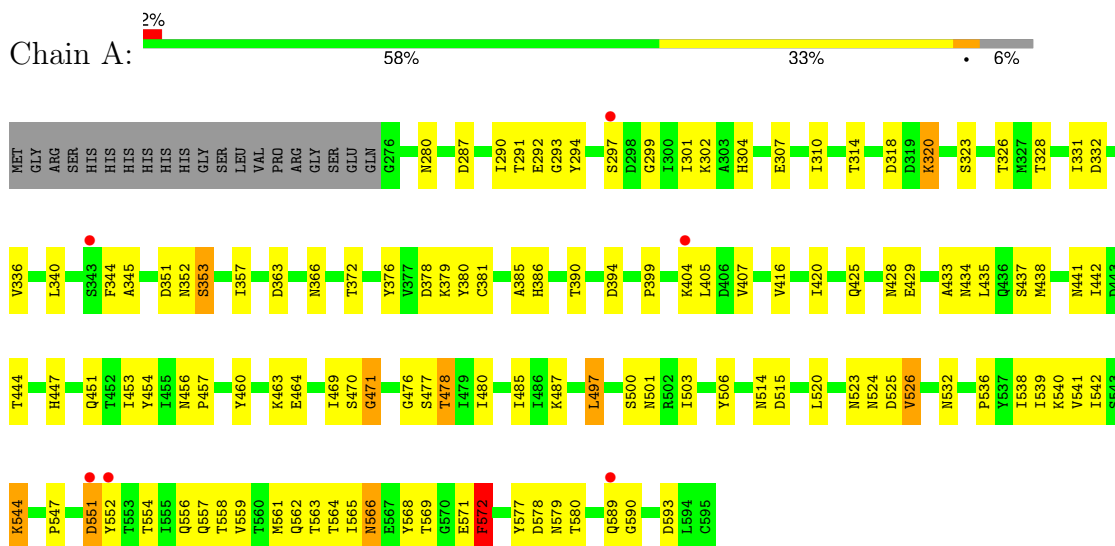 2%
Chain A:
58% 33% • 6%
MET GLY ARG SER HIS HIS HIS HIS HIS HIS GLY SER LEU VAL PRO ARG GLY SER GLU GLN G276 N280 D287 I290 T291 E292 G293 Y294 S297 D298 G299 I300 I301 K302 A303 H304 E307 I310 T314 D318 D319 K320 S323 T326 M327 T328 I331 D332
V336 L340 S343 F344 A345 D351 N352 S353 I357 D363 N366 T372 Y376 V377 D378 K379 Y380 C381 A385 H386 T390 D394 P399 K404 L405 D406 V407 V416 I420 Q425 N428 E429 A433 N434 L435 Q436 S437 M438 N441 I442 D443
T444 H447 Q451 T452 I453 Y454 I455 N456 P457 Y460 K463 E464 I469 S470 G471 G476 S477 T478 I479 I480 I485 I486 K487 L497 S500 N501 R502 I503 Y506 N514 D515 L520 N523 N524 D525 V526 N532 P536 Y537 I538 I539 K540 V541 I542 S543
K544 P547 D551 Y552 T553 T554 I555 Q556 Q557 T558 V559 T560 M561 Q562 T563 T564 I565 N566 E567 Y568 T569 G570 E571 F572 Y577 D578 N579 T580 Q589 G590 D593 L594 C595